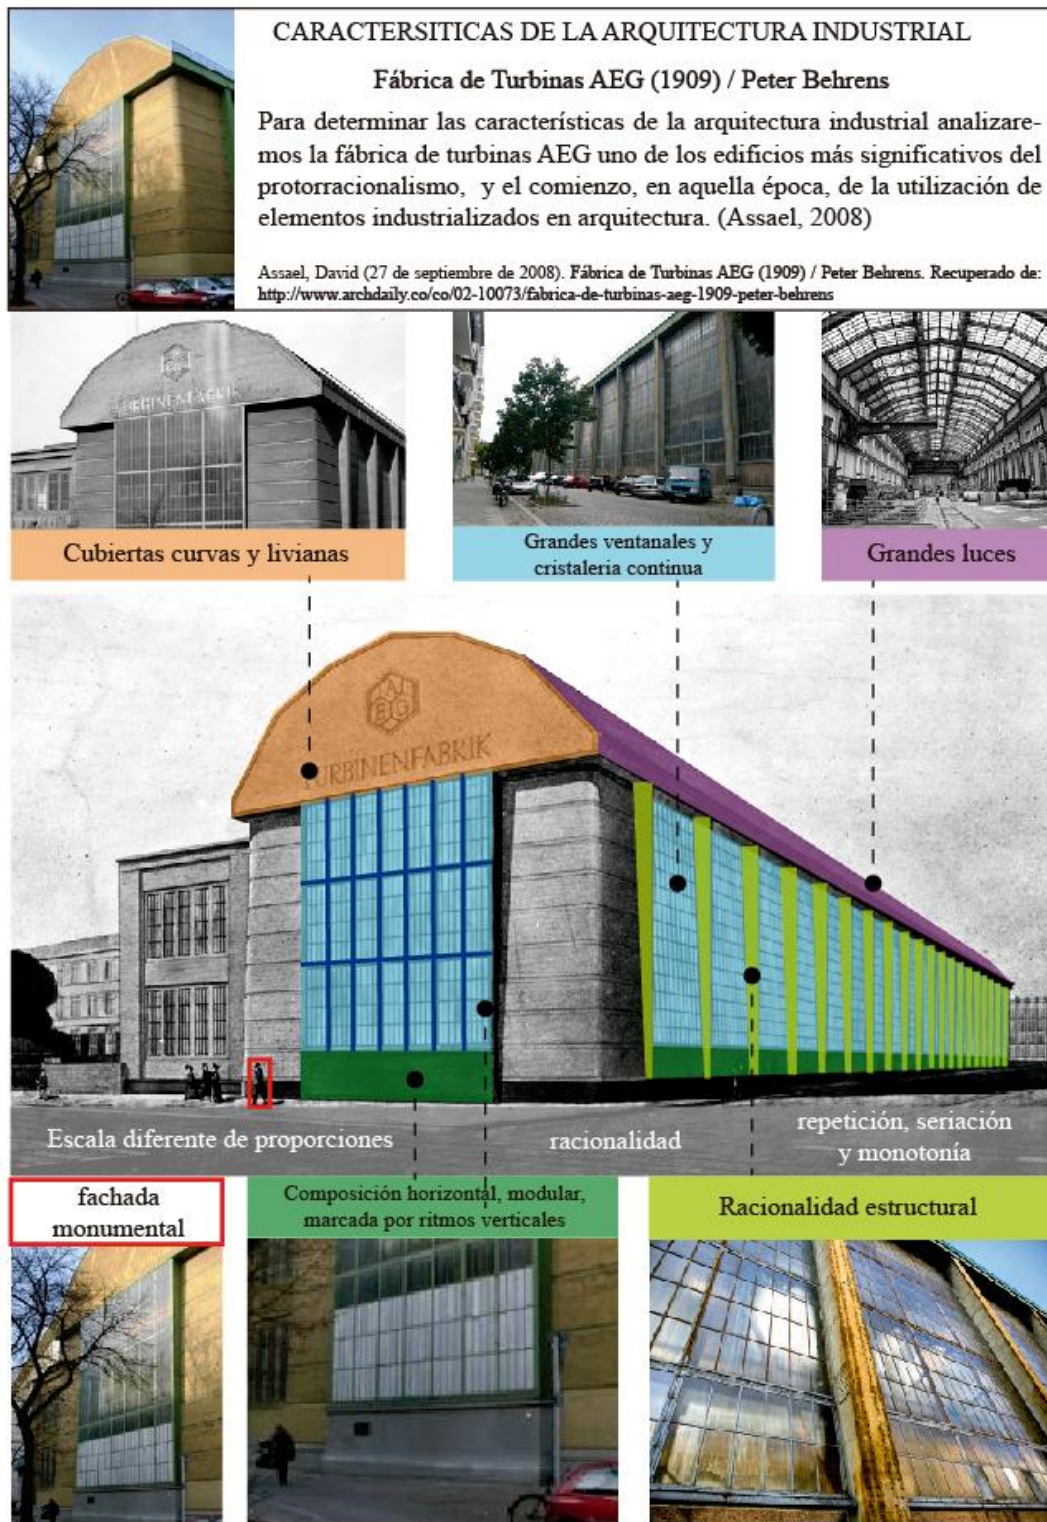 CARACTERSITICAS DE LA ARQUITECTURA INDUSTRIAL
Fábrica de Turbinas AEG (1909) / Peter Behrens
Para determinar las características de la arquitectura industrial analizare-
mos la fábrica de turbinas AEG uno de los edificios más significativos del
protorracionalismo, y el comienzo, en aquella época, de la utilización de
elementos industrializados en arquitectura. (Assael, 2008)
Assael, David (27 de septiembre de 2008). Fábrica de Turbinas AEG (1909) / Peter Behrens. Recuperado de:
http://www.archdaily.co/co/02-10073/fabrica-de-turbinas-aeg-1909-peter-behrens
AEG
TURBINENFABRIK
Cubiertas curvas y livianas
Grandes ventanales y
cristaleria continua
Grandes luces
AEG
TURBINENFABRIK
Escala diferente de proporciones
racionalidad
repetición, seriación
y monotonía
fachada
monumental
Composición horizontal, modular,
marcada por ritmos verticales
Racionalidad estructural